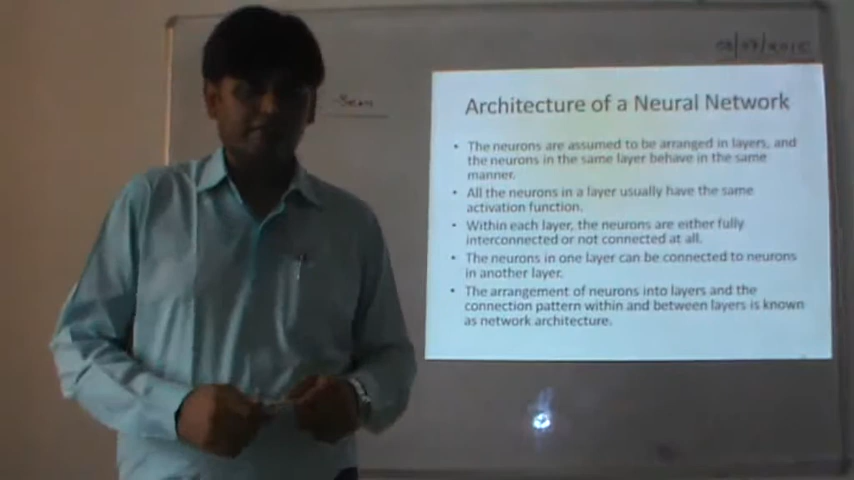 Architecture of a Neural Network
• The neurons are assumed to be arranged in layers, and
the neurons in the same layer behave in the same
manner.
• All the neurons in a layer usually have the same
activation function.
• Within each layer, the neurons are either fully
interconnected or not connected at all.
• The neurons in one layer can be connected to neurons
in another layer.
• The arrangement of neurons into layers and the
connection pattern within and between layers is known
as network architecture.